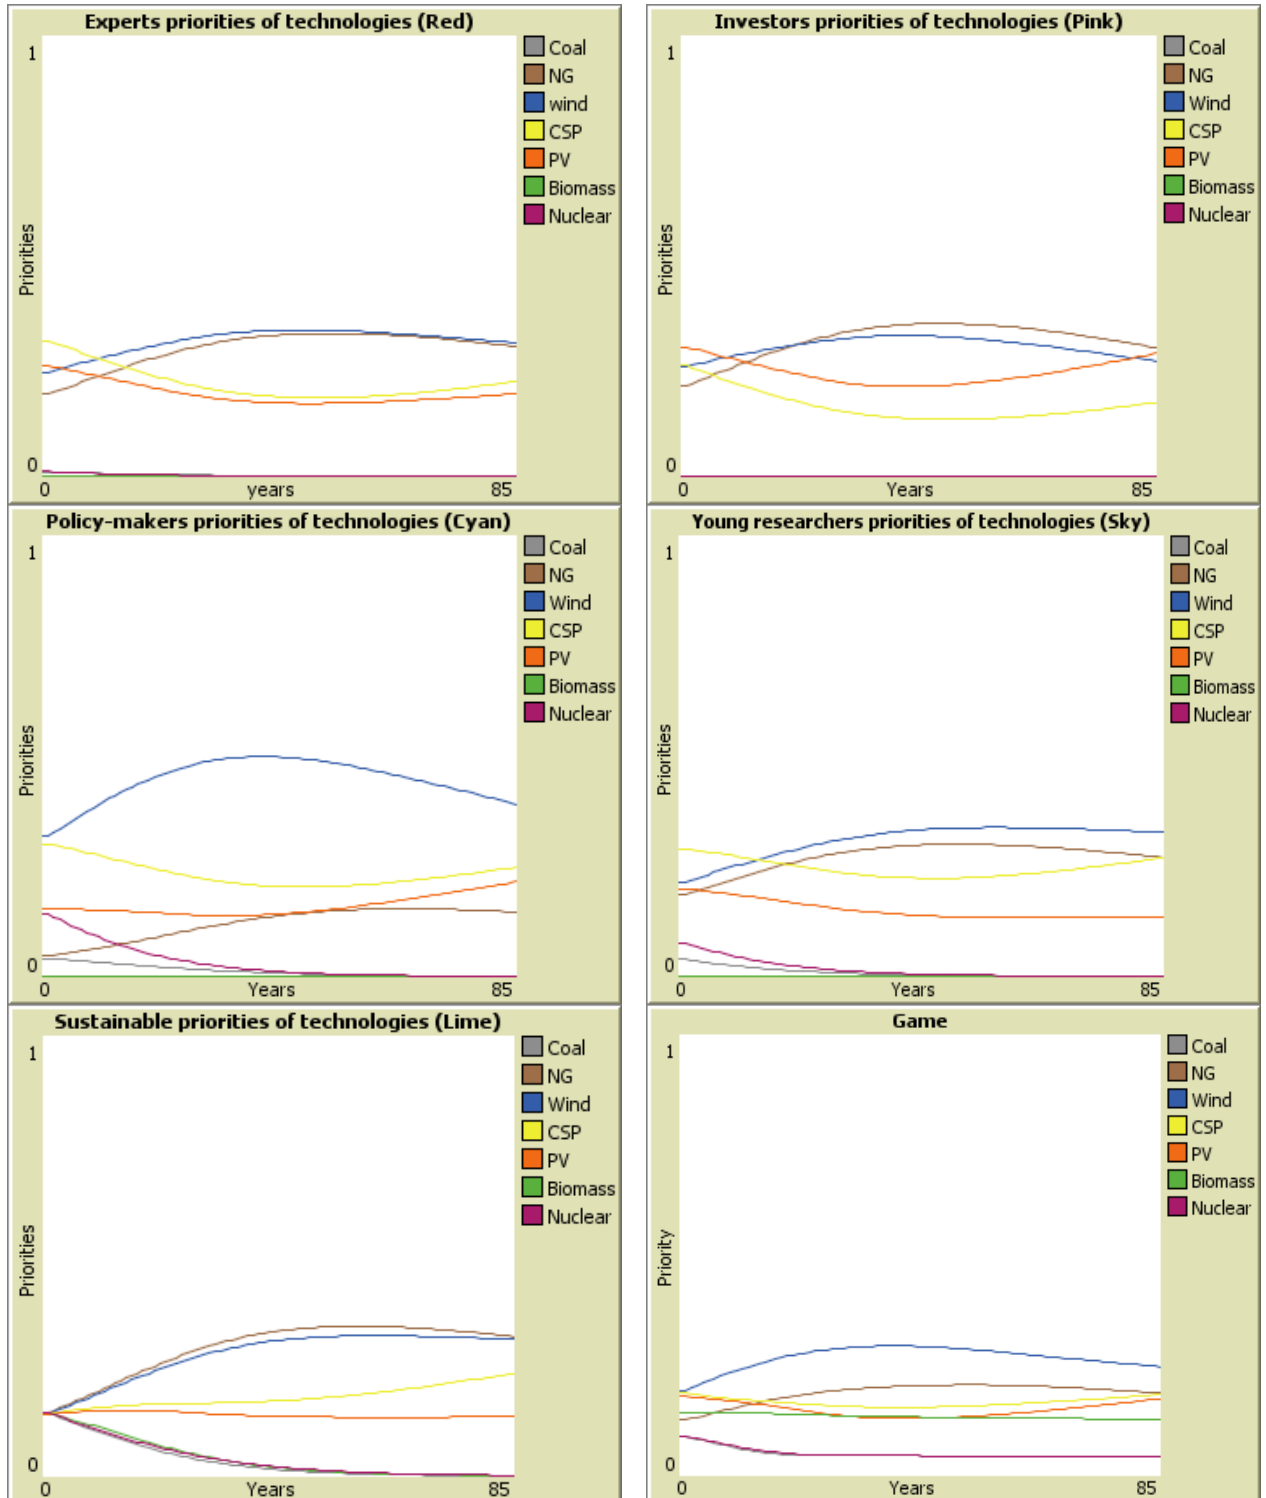 Experts priorities of technologies (Red)
1
Priorities
0
0
years
85
Coal
NG
wind
CSP
PV
Biomass
Nuclear
Investors priorities of technologies (Pink)
1
Priorities
0
0
Years
85
Coal
NG
Wind
CSP
PV
Biomass
Nuclear
Policy-makers priorities of technologies (Cyan)
1
Priorities
0
0
Years
85
Coal
NG
Wind
CSP
PV
Biomass
Nuclear
Young researchers priorities of technologies (Sky)
1
Priorities
0
0
Years
85
Coal
NG
Wind
CSP
PV
Biomass
Nuclear
Sustainable priorities of technologies (Lime)
1
Priorities
0
0
Years
85
Coal
NG
Wind
CSP
PV
Biomass
Nuclear
Game
1
Priority
0
0
Years
85
Coal
NG
Wind
CSP
PV
Biomass
Nuclear